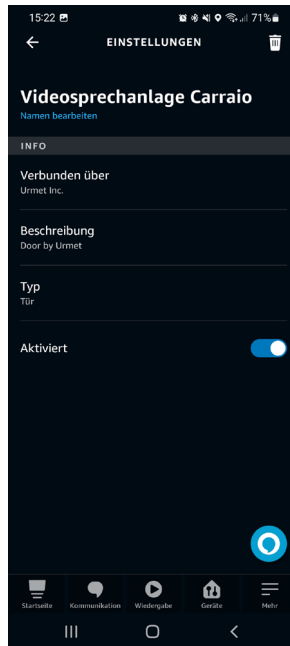 15:22 71%
EINSTELLUNGEN
Videosprechanlage Carraio
Namen bearbeiten
INFO
Verbunden über
Urmet Inc.
Beschreibung
Door by Urmet
Typ
Tür
Aktiviert
Startseite Kommunikation Wiedergabe Geräte Mehr